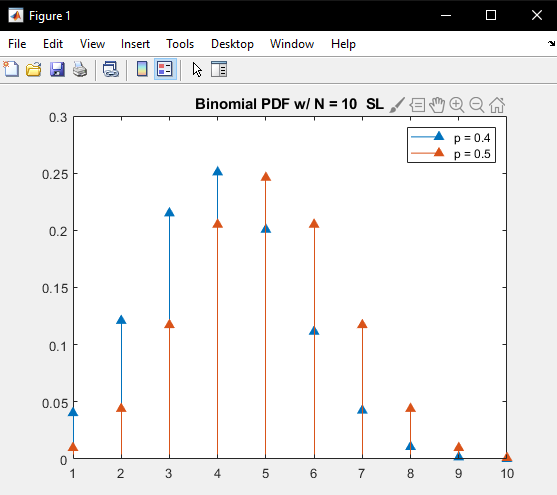 Figure 1
File Edit View Insert Tools Desktop Window Help
Binomial PDF w/ N = 10 SL
0.3
p = 0.4
p = 0.5
0.25
0.2
0.15
0.1
0.05
0
1 2 3 4 5 6 7 8 9 10